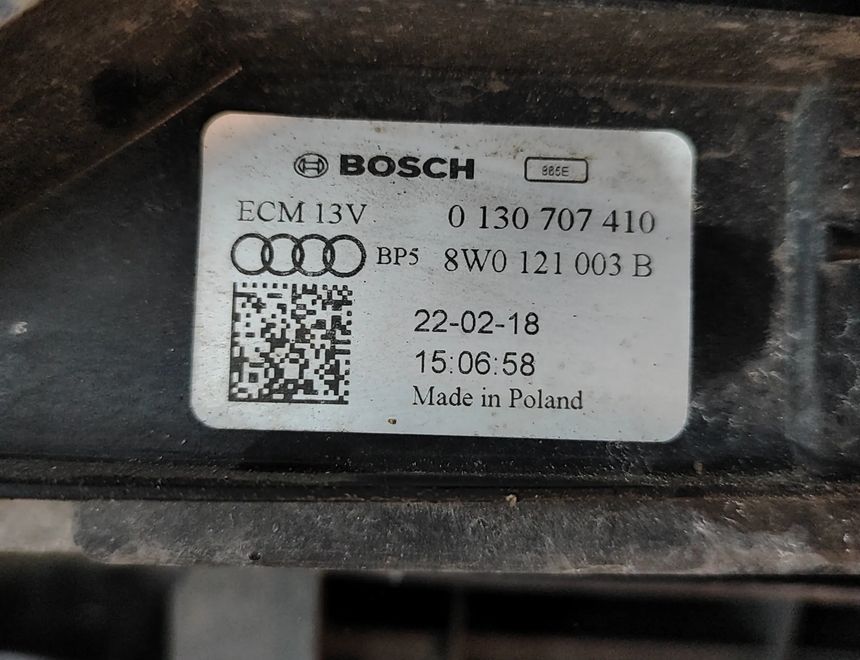 BOSCH
ECM 13V 0 130 707 410
BP5 8W0 121 003 B
22-02-18
15:06:58
Made in Poland